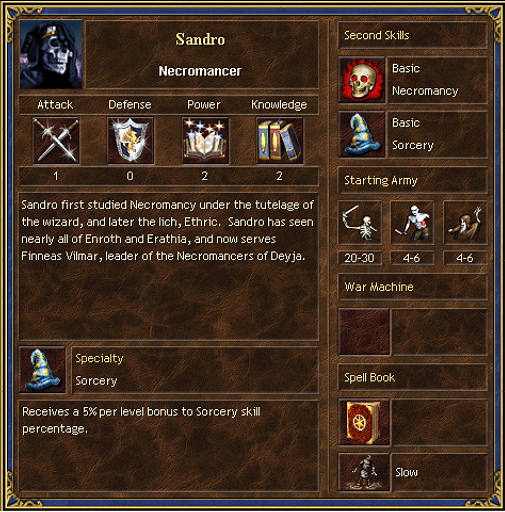 Sandro
Necromancer
Attack Defense Power Knowledge
1 0 2 2
Sandro first studied Necromancy under the tutelage of
the wizard, and later the lich, Ethric. Sandro has seen
nearly all of Enroth and Erathia, and now serves
Finneas Vilmar, leader of the Necromancers of Deyja.
Specialty
Sorcery
Receives a 5% per level bonus to Sorcery skill
percentage.
Second Skills
Basic
Necromancy
Basic
Sorcery
Starting Army
20-30 4-6 4-6
War Machine
Spell Book
Slow